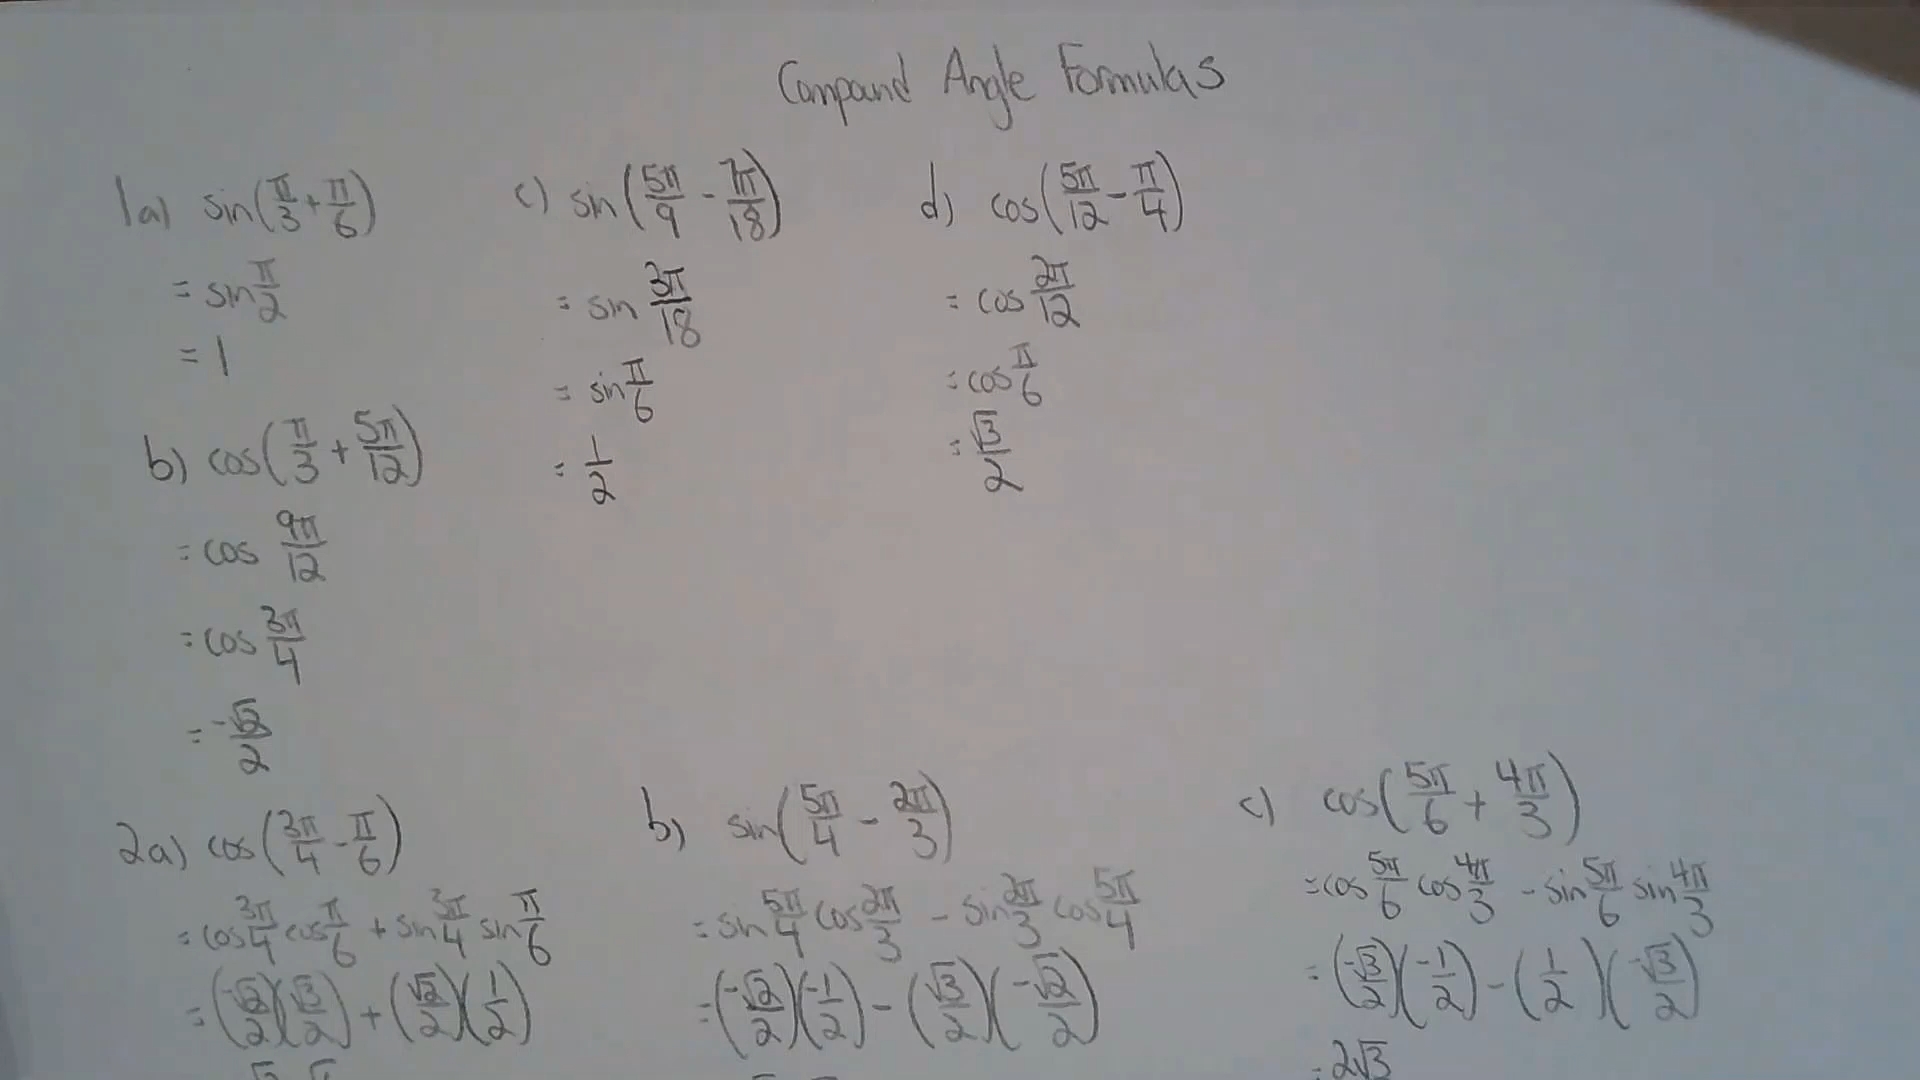 Compound Angle Formulas
1a) sin(π/3 + π/6)
= sin π/2
= 1
b) cos(π/3 + 5π/12)
= cos 9π/12
= cos 3π/4
= -√2/2
c) sin(5π/9 - 7π/18)
= sin 3π/18
= sin π/6
= 1/2
d) cos(5π/12 - π/4)
= cos 2π/12
= cos π/6
= √3/2
2a) cos(3π/4 - π/6)
= cos 3π/4 cos π/6 + sin 3π/4 sin π/6
= (-√2/2)(√3/2) + (√2/2)(1/2)
b) sin(5π/4 - 2π/3)
= sin 5π/4 cos 2π/3 - sin 2π/3 cos 5π/4
= (-√2/2)(-1/2) - (√3/2)(-√2/2)
c) cos(5π/6 + 4π/3)
= cos 5π/6 cos 4π/3 - sin 5π/6 sin 4π/3
= (-√3/2)(-1/2) - (1/2)(-√3/2)
= 2√3